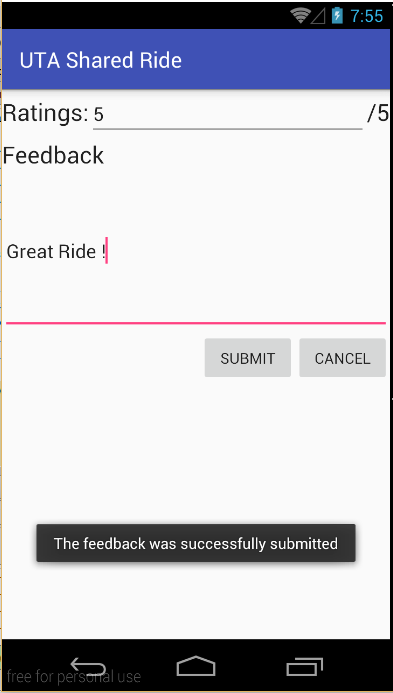 7:55
UTA Shared Ride
Ratings: 5 /5
Feedback
Great Ride !
SUBMIT CANCEL
The feedback was successfully submitted
free for personal use